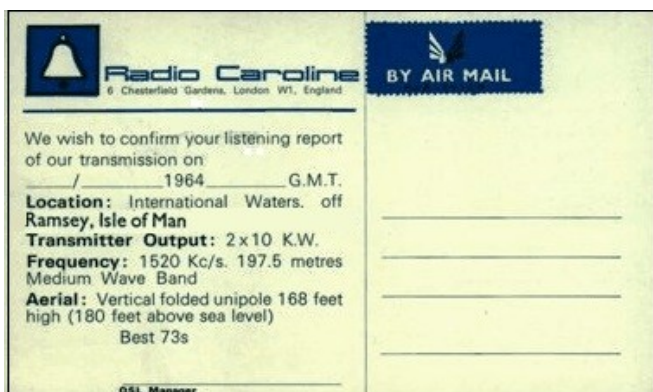 Radio Caroline
6 Chesterfield Gardens, London W1, England
BY AIR MAIL
We wish to confirm your listening report
of our transmission on
_____/_________1964_________G.M.T.
Location: International Waters. off
Ramsey, Isle of Man
Transmitter Output: 2x10 K.W.
Frequency: 1520 Kc/s. 197.5 metres
Medium Wave Band
Aerial: Vertical folded unipole 168 feet
high (180 feet above sea level)
Best 73s
QSL Manager